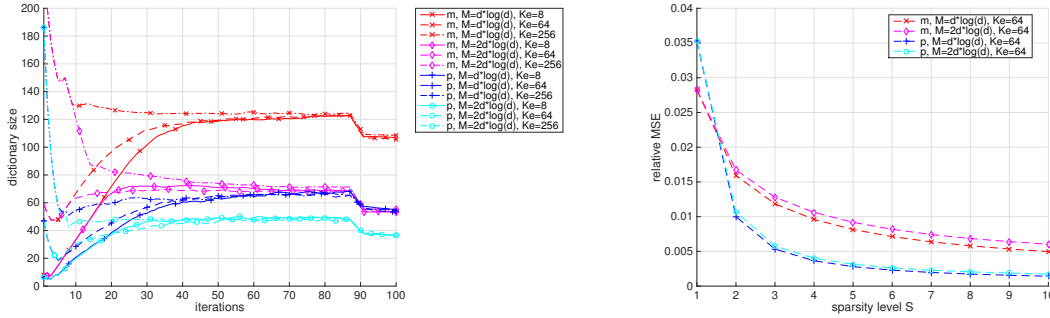 200
180
160
140
120
100
80
60
40
20
0
dictionary size
10 20 30 40 50 60 70 80 90 100
iterations
m, M=d*log(d), Ke=8
m, M=d*log(d), Ke=64
m, M=d*log(d), Ke=256
m, M=2d*log(d), Ke=8
m, M=2d*log(d), Ke=64
m, M=2d*log(d), Ke=256
p, M=d*log(d), Ke=8
p, M=d*log(d), Ke=64
p, M=d*log(d), Ke=256
p, M=2d*log(d), Ke=8
p, M=2d*log(d), Ke=64
p, M=2d*log(d), Ke=256
0.04
0.035
0.03
0.025
0.02
0.015
0.01
0.005
0
relative MSE
1 2 3 4 5 6 7 8 9 10
sparsity level S
m, M=d*log(d), Ke=64
m, M=2d*log(d), Ke=64
p, M=d*log(d), Ke=64
p, M=2d*log(d), Ke=64